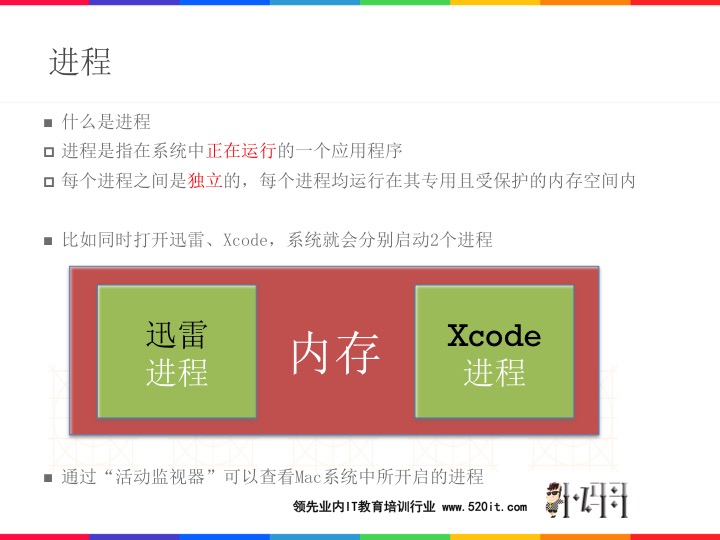 进程
什么是进程
进程是指在系统中正在运行的一个应用程序
每个进程之间是独立的，每个进程均运行在其专用且受保护的内存空间内
比如同时打开迅雷、Xcode，系统就会分别启动2个进程
迅雷
进程
内存
Xcode
进程
通过“活动监视器”可以查看Mac系统中所开启的进程
领先业内IT教育培训行业 www.520it.com
小码哥